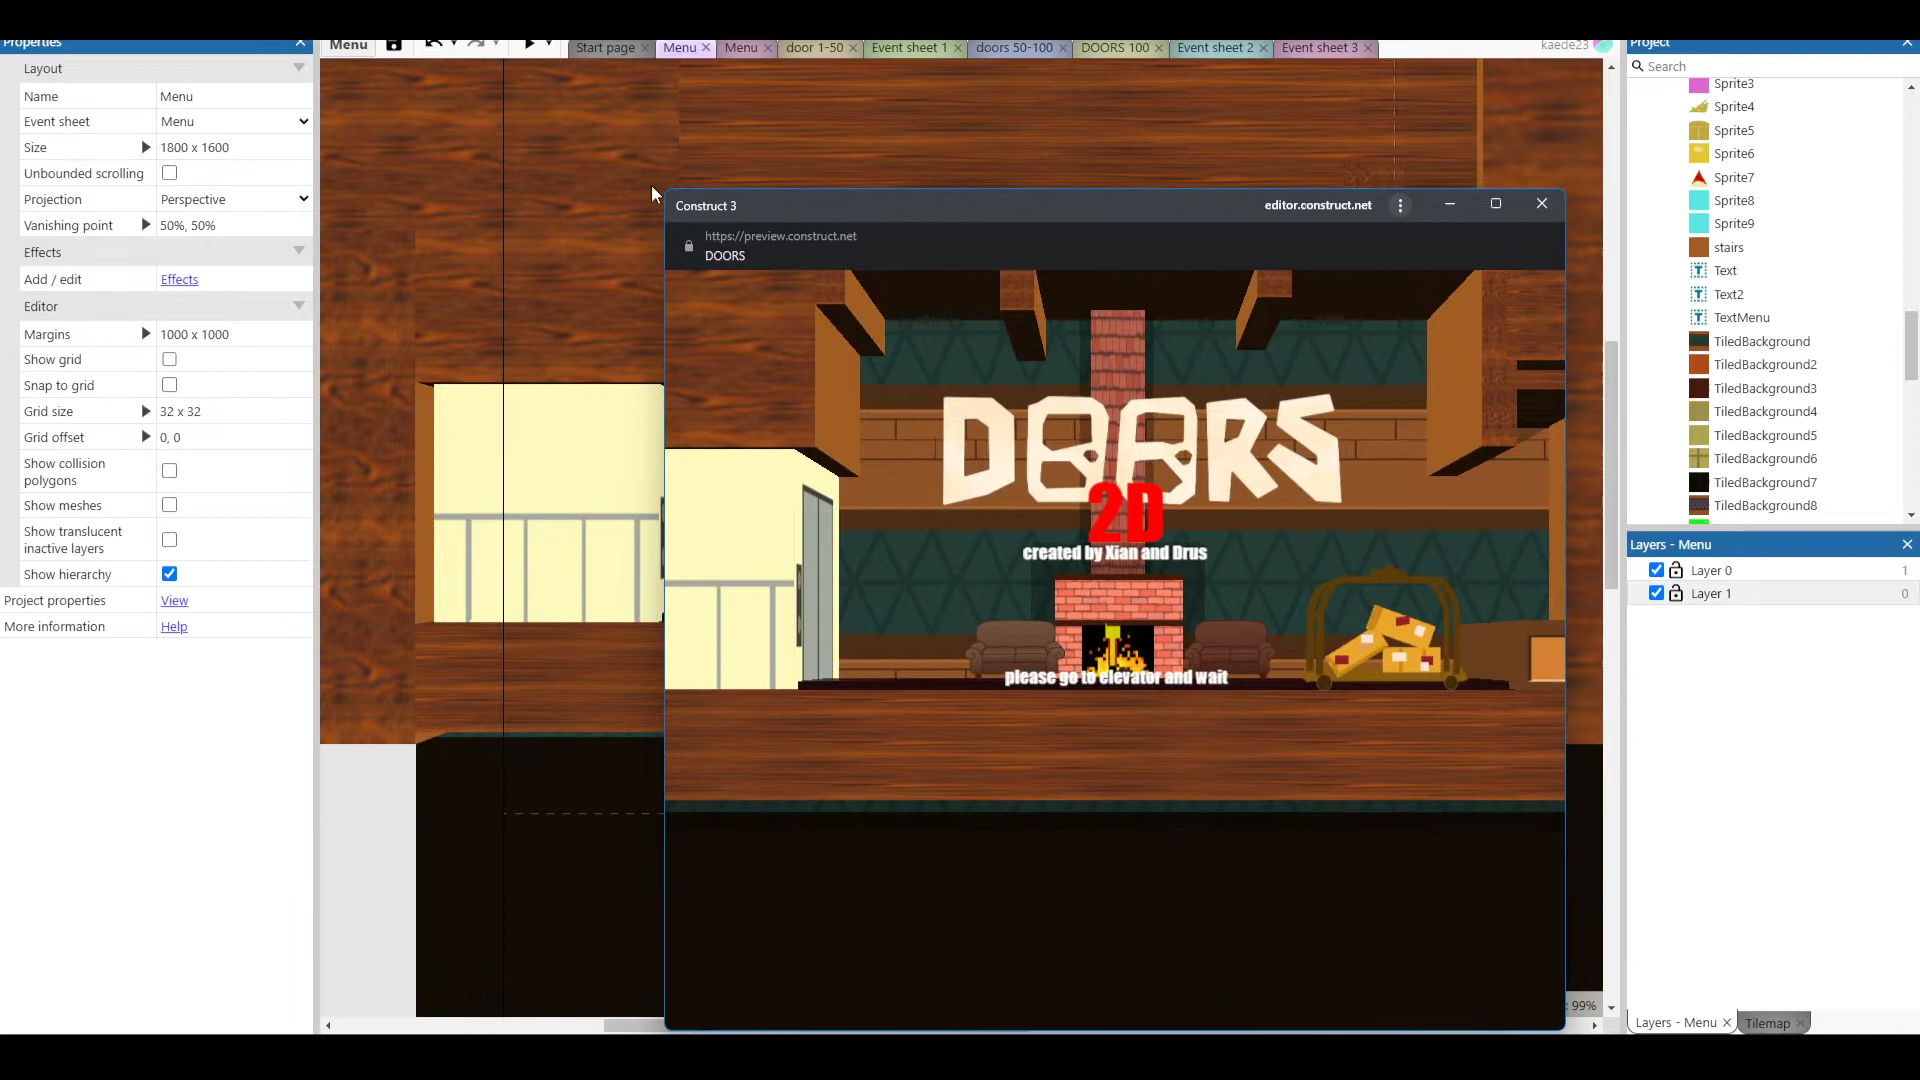 Properties
Layout
Name Menu
Event sheet Menu
Size 1800 x 1600
Unbounded scrolling
Projection Perspective
Vanishing point 50%, 50%
Effects
Add / edit Effects
Editor
Margins 1000 x 1000
Show grid
Snap to grid
Grid size 32 x 32
Grid offset 0, 0
Show collision
polygons
Show meshes
Show translucent
inactive layers
Show hierarchy
Project properties View
More information Help
Menu
Start page
Menu
Menu
door 1-50
Event sheet 1
doors 50-100
DOORS 100
Event sheet 2
Event sheet 3
kaede23
Construct 3
editor.construct.net
https://preview.construct.net
DOORS
DOORS
2D
created by Xian and Drus
please go to elevator and wait
: 99%
Project
Search
Sprite3
Sprite4
Sprite5
Sprite6
Sprite7
Sprite8
Sprite9
stairs
Text
Text2
TextMenu
TiledBackground
TiledBackground2
TiledBackground3
TiledBackground4
TiledBackground5
TiledBackground6
TiledBackground7
TiledBackground8
Layers - Menu
Layer 0 1
Layer 1 0
Layers - Menu
Tilemap